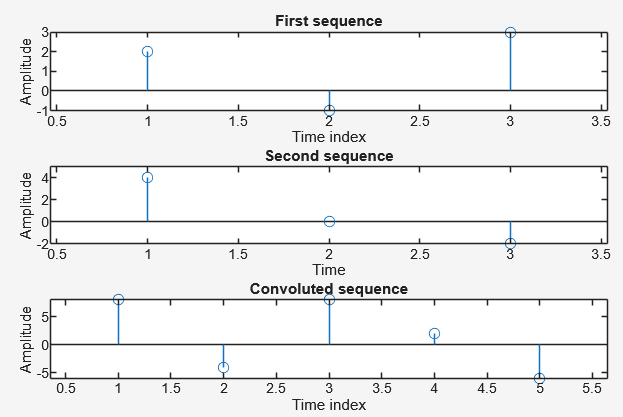 First sequence
3
2
1
0
-1
Amplitude
0.5 1 1.5 2 2.5 3 3.5
Time index
Second sequence
4
2
0
-2
Amplitude
0.5 1 1.5 2 2.5 3 3.5
Time
Convoluted sequence
5
0
-5
Amplitude
0.5 1 1.5 2 2.5 3 3.5 4 4.5 5 5.5
Time index